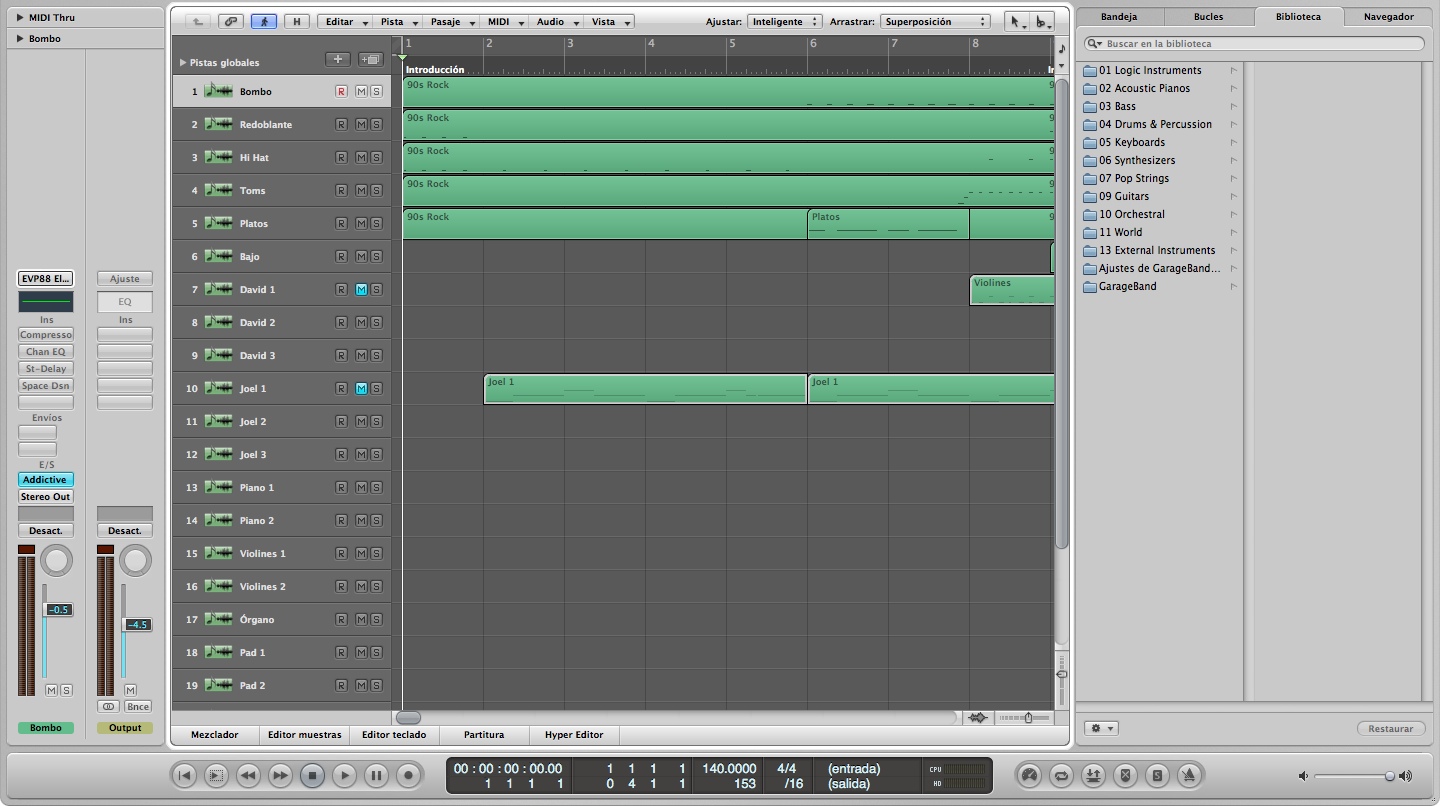 MIDI Thru
Bombo
H
Editar
Pista
Pasaje
MIDI
Audio
Vista
Ajustar: Inteligente
Arrastrar: Superposición
Bandeja
Bucles
Biblioteca
Navegador
Buscar en la biblioteca
1 2 3 4 5 6 7 8
Pistas globales
Introducción
1 Bombo R M S
2 Redoblante R M S
3 Hi Hat R M S
4 Toms R M S
5 Platos R M S
6 Bajo R M S
7 David 1 R M S
8 David 2 R M S
9 David 3 R M S
10 Joel 1 R M S
11 Joel 2 R M S
12 Joel 3 R M S
13 Piano 1 R M S
14 Piano 2 R M S
15 Violines 1 R M S
16 Violines 2 R M S
17 Órgano R M S
18 Pad 1 R M S
19 Pad 2 R M S
90s Rock
90s Rock
90s Rock
90s Rock
90s Rock
Platos
Violines
Joel 1
Joel 1
01 Logic Instruments
02 Acoustic Pianos
03 Bass
04 Drums & Percussion
05 Keyboards
06 Synthesizers
07 Pop Strings
09 Guitars
10 Orchestral
11 World
13 External Instruments
Ajustes de GarageBand...
GarageBand
EVP88 El...
Ins
Compresso
Chan EQ
St-Delay
Space Dsn
Envíos
E/S
Addictive
Stereo Out
Desact.
-0.5
M S
Bombo
Ajuste
EQ
Ins
Desact.
-4.5
M
Bnce
Output
Mezclador
Editor muestras
Editor teclado
Partitura
Hyper Editor
Restaurar
00 : 00 : 00 : 00.00
1 1 1 1
1 1 1 1
0 4 1 1
140.0000
153
4/4
/16
(entrada)
(salida)
CPU
HD
S